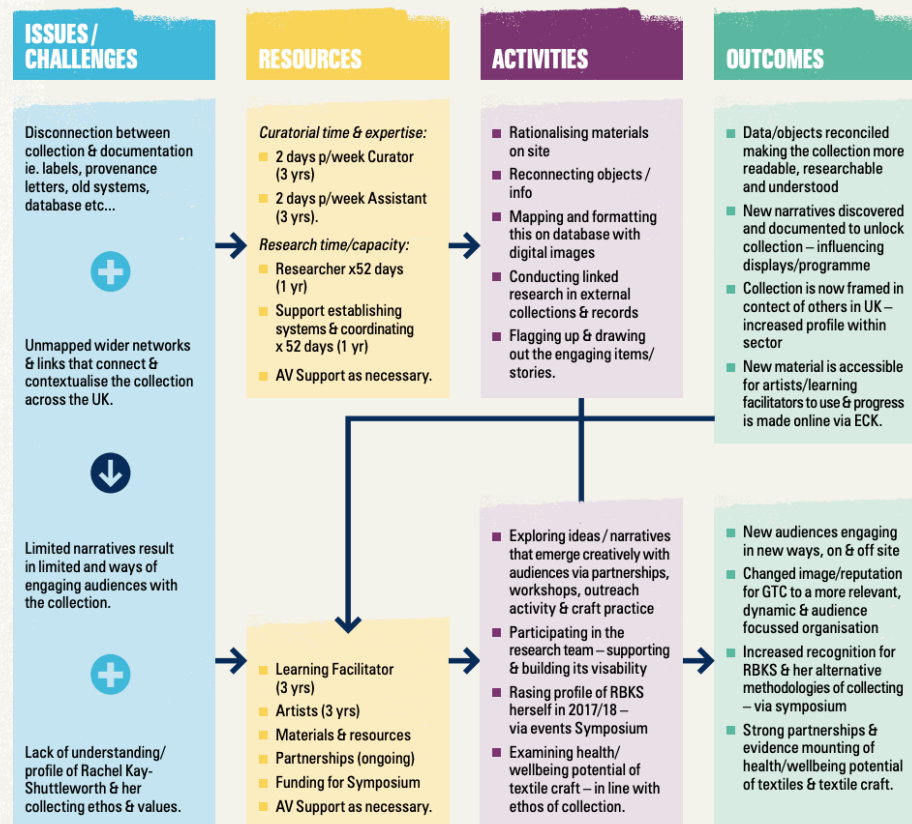 ISSUES/
CHALLENGES
Disconnection between
collection & documentation
ie. labels, provenance
letters, old systems,
database etc...
Unmapped wider networks
& links that connect &
contextualise the collection
across the UK.
Limited narratives result
in limited and ways of
engaging audiences with
the collection.
Lack of understanding/
profile of Rachel Kay-
Shuttleworth & her
collecting ethos & values.
RESOURCES
Curatorial time & expertise:
2 days p/week Curator
(3 yrs)
2 days p/week Assistant
(3 yrs).
Research time/capacity:
Researcher x52 days
(1 yr)
Support establishing
systems & coordinating
x 52 days (1 yr)
AV Support as necessary.
Learning Facilitator
(3 yrs)
Artists (3 yrs)
Materials & resources
Partnerships (ongoing)
Funding for Symposium
AV Support as necessary.
ACTIVITIES
Rationalising materials
on site
Reconnecting objects /
info
Mapping and formatting
this on database with
digital images
Conducting linked
research in external
collections & records
Flagging up & drawing
out the engaging items/
stories.
Exploring ideas / narratives
that emerge creatively with
audiences via partnerships,
workshops, outreach
activity & craft practice
Participating in the
research team – supporting
& building its visability
Rasing profile of RBKS
herself in 2017/18 –
via events Symposium
Examining health/
wellbeing potential of
textile craft – in line with
ethos of collection.
OUTCOMES
Data/objects reconciled
making the collection more
readable, researchable
and understood
New narratives discovered
and documented to unlock
collection – influencing
displays/programme
Collection is now framed in
contect of others in UK –
increased profile within
sector
New material is accessible
for artists/learning
facilitators to use & progress
is made online via ECK.
New audiences engaging
in new ways, on & off site
Changed image/reputation
for GTC to a more relevant,
dynamic & audience
focussed organisation
Increased recognition for
RBKS & her alternative
methodologies of collecting
– via symposium
Strong partnerships &
evidence mounting of
health/wellbeing potential
of textiles & textile craft.